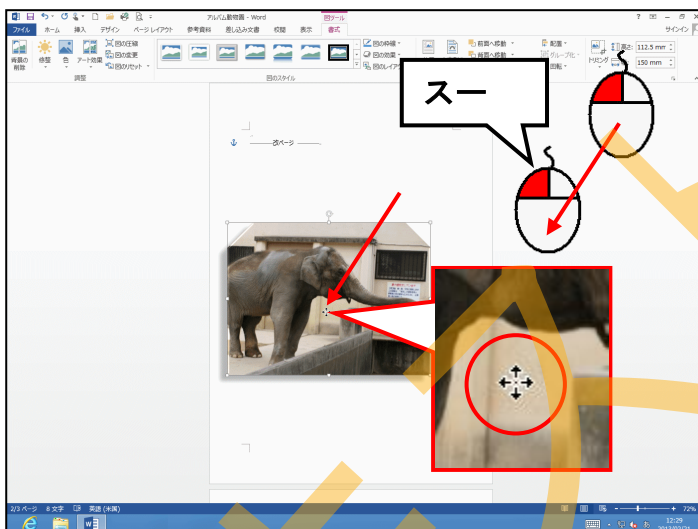 アルバム動物園 - Word
図ツール
ファイル ホーム 挿入 デザイン ページ レイアウト 参考資料 差し込み文書 校閲 表示 書式
サインイン
背景の
削除
修整
色
アート効果
図の圧縮
図の変更
図のリセット
調整
図のスタイル
図の枠線
図の効果
図のレイア
前面へ移動
背面へ移動
配置
グループ化
回転
トリミング
高さ: 112.5 mm
150 mm
スー
改ページ
2/3 ページ 8 文字 英語 (米国)
72%
12:29